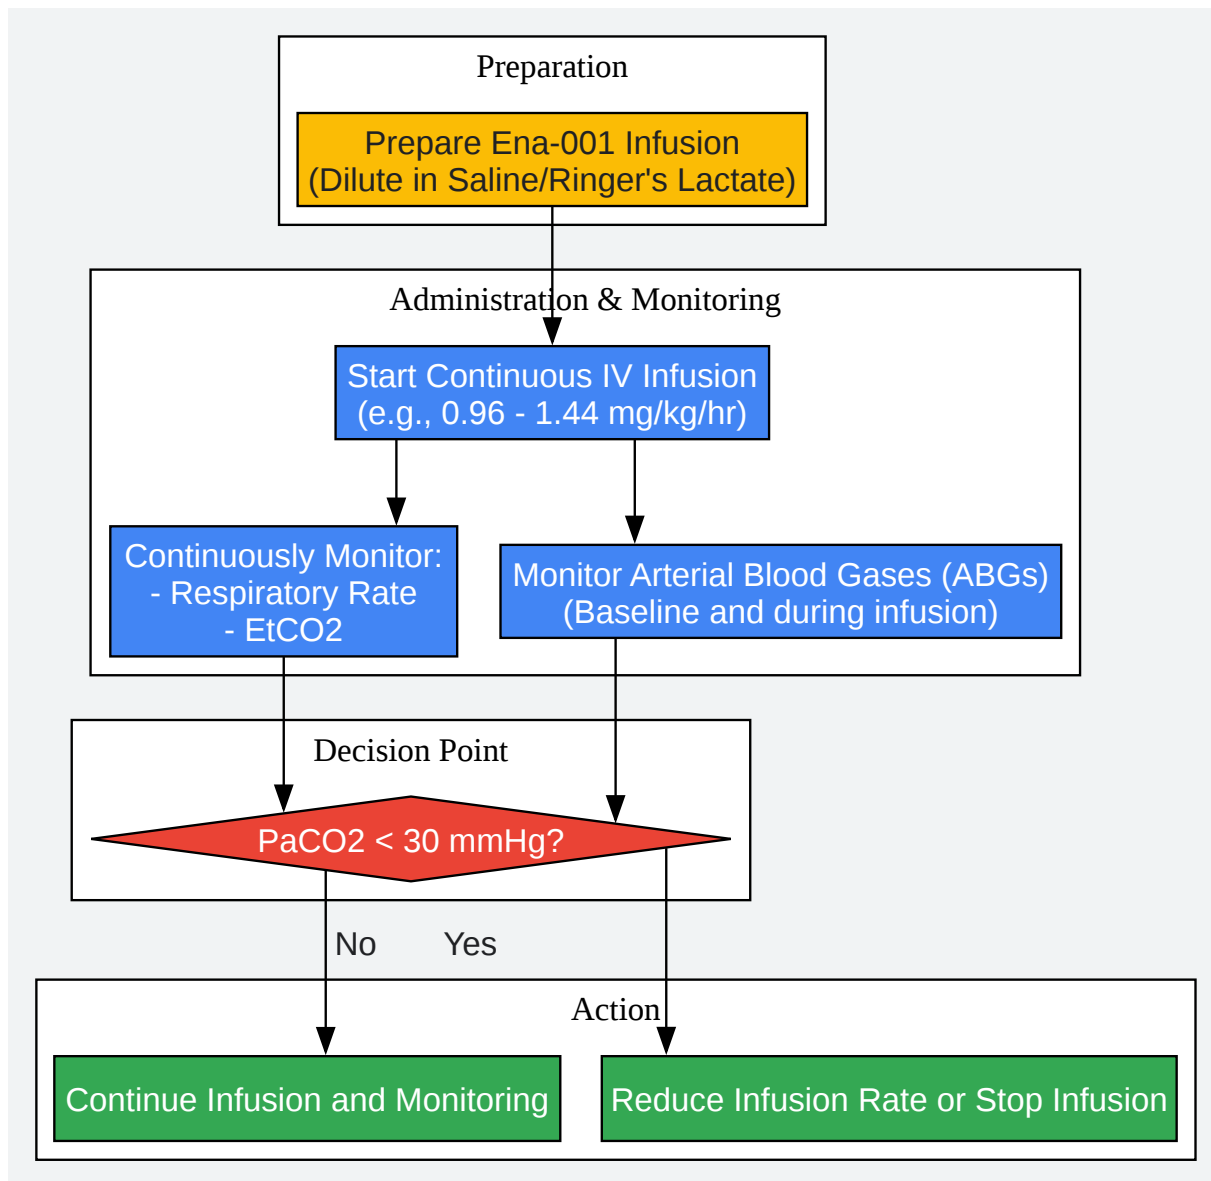 Preparation
Prepare Ena-001 Infusion
(Dilute in Saline/Ringer's Lactate)
Administration & Monitoring
Start Continuous IV Infusion
(e.g., 0.96 - 1.44 mg/kg/hr)
Continuously Monitor:
- Respiratory Rate
- EtCO2
Monitor Arterial Blood Gases (ABGs)
(Baseline and during infusion)
Decision Point
PaCO2 < 30 mmHg?
No
Yes
Action
Continue Infusion and Monitoring
Reduce Infusion Rate or Stop Infusion